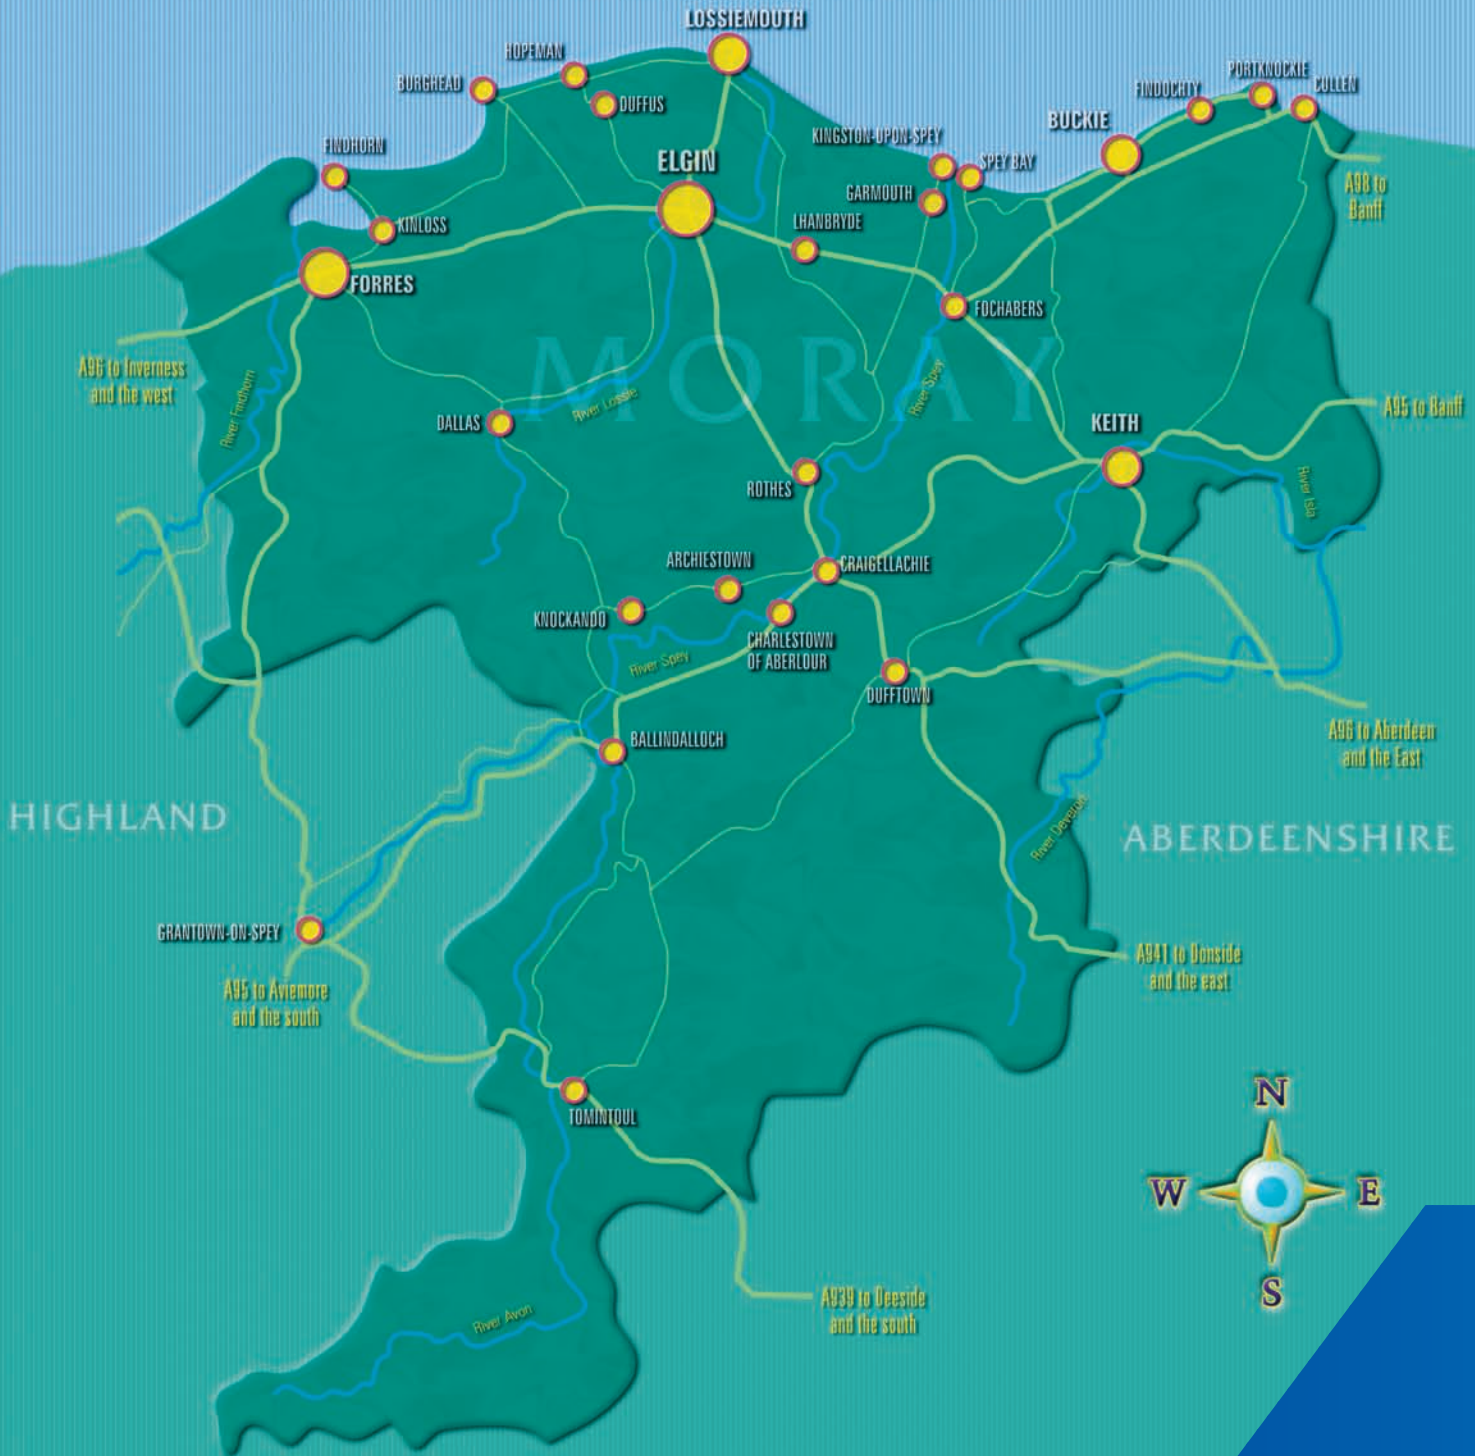 LOSSIEMOUTH
HOPEMAN
BURGHEAD
DUFFUS
PORTKNOCKIE
CULLEN
FINDOCHTY
BUCKIE
KINGSTON-UPON-SPEY
FINDHORN
ELGIN
SPEY BAY
GARMOUTH
A98 to
Banff
LHANBRYDE
KINLOSS
FORRES
FOCHABERS
MORAY
A96 to Inverness
and the west
River Findhorn
River Lossie
River Spey
A95 to Banff
DALLAS
KEITH
ROTHES
River Isla
ARCHIESTOWN
CRAIGELLACHIE
KNOCKANDO
CHARLESTOWN
OF ABERLOUR
River Spey
DUFFTOWN
BALLINDALLOCH
A96 to Aberdeen
and the East
HIGHLAND
River Deveron
ABERDEENSHIRE
GRANTOWN-ON-SPEY
A941 to Donside
and the east
A95 to Aviemore
and the south
TOMINTOUL
N
W
E
S
A939 to Deeside
and the south
River Avon